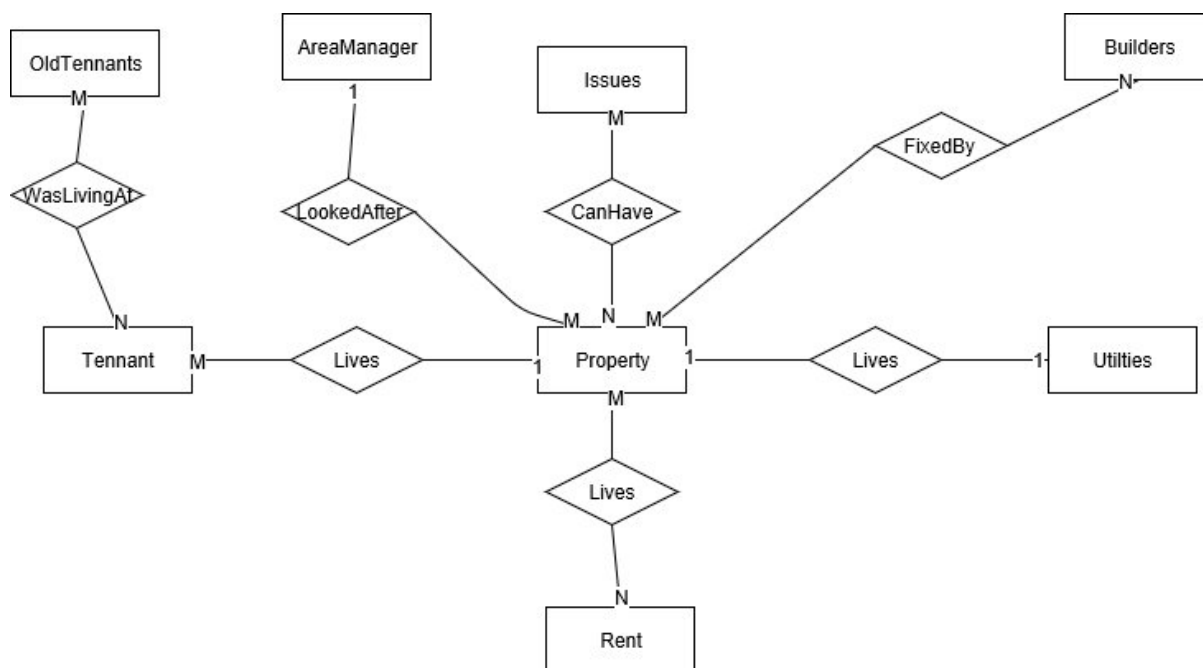 OldTennants
AreaManager
Issues
Builders
M
1
M
N
WasLivingAt
LookedAfter
CanHave
FixedBy
N
M
N
M
Tennant
M
Lives
1
Property
1
Lives
1
Utilties
M
Lives
N
Rent